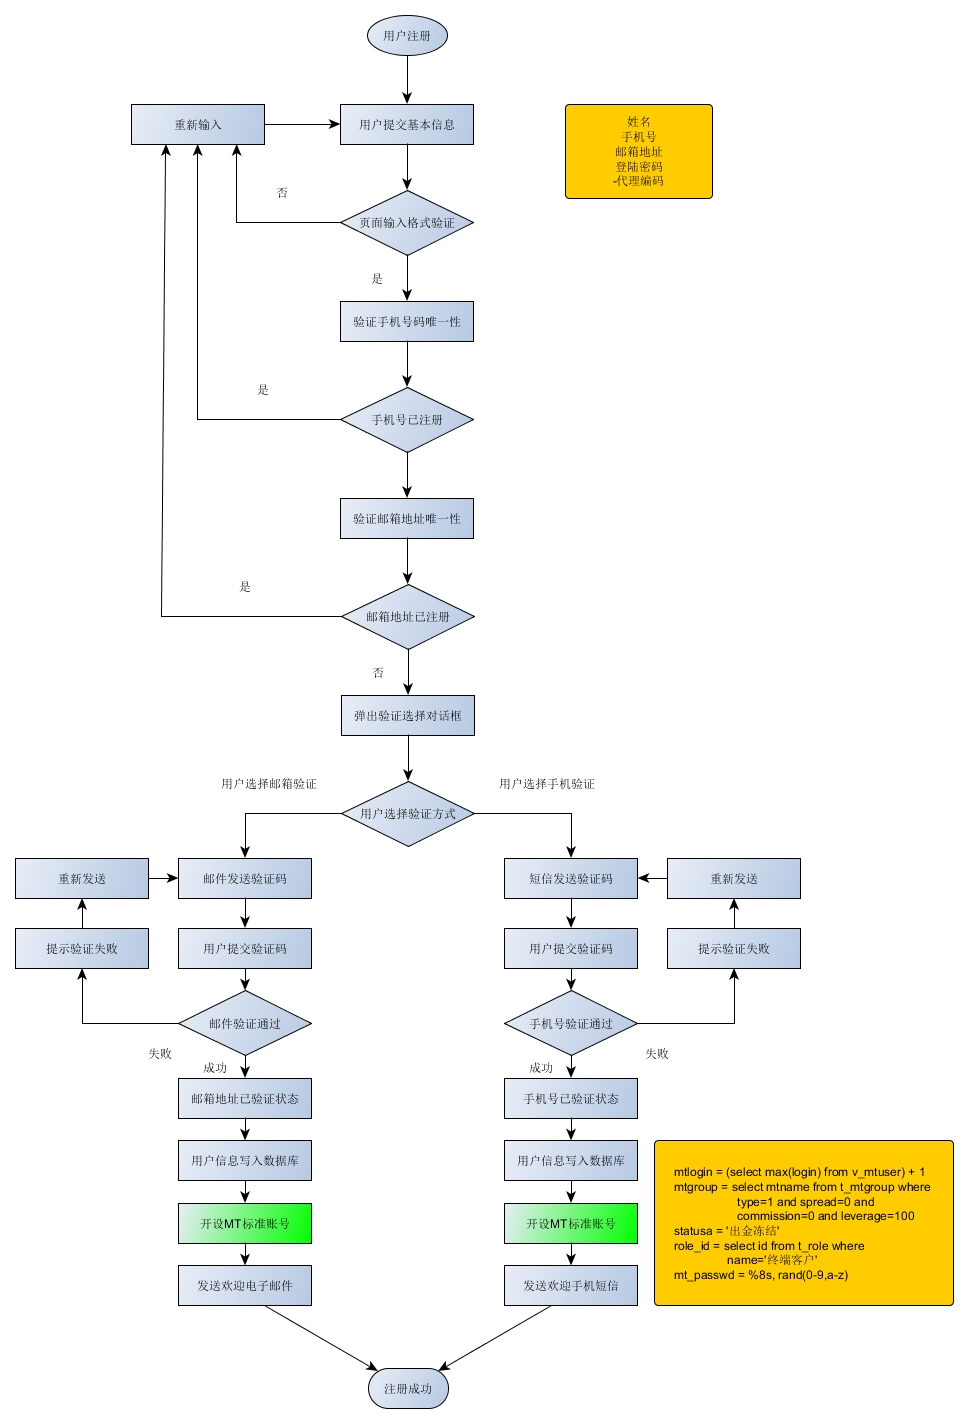 用户注册
重新输入
用户提交基本信息
姓名
手机号
邮箱地址
登陆密码
-代理编码
否
页面输入格式验证
是
验证手机号码唯一性
是
手机号已注册
验证邮箱地址唯一性
是
邮箱地址已注册
否
弹出验证选择对话框
用户选择邮箱验证
用户选择手机验证
用户选择验证方式
重新发送
邮件发送验证码
短信发送验证码
重新发送
提示验证失败
用户提交验证码
用户提交验证码
提示验证失败
邮件验证通过
手机号验证通过
失败
成功
成功
失败
邮箱地址已验证状态
手机号已验证状态
用户信息写入数据库
用户信息写入数据库
开设MT标准账号
开设MT标准账号
发送欢迎电子邮件
发送欢迎手机短信
mtlogin = (select max(login) from v_mtuser) + 1
mtgroup = select mtname from t_mtgroup where
type=1 and spread=0 and
commission=0 and leverage=100
statusa = '出金冻结'
role_id = select id from t_role where
name='终端客户'
mt_passwd = %8s, rand(0-9,a-z)
注册成功